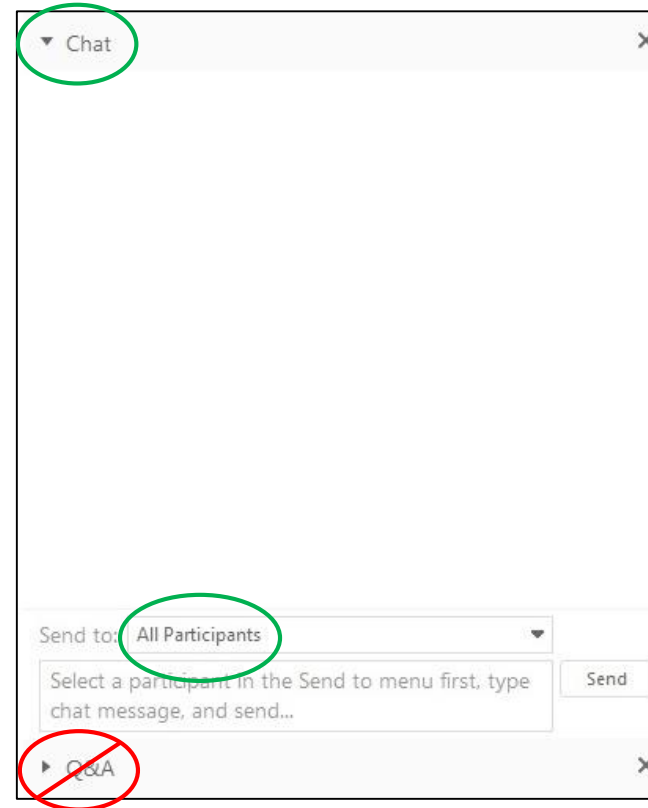 Chat
Send to: All Participants
Select a participant in the Send to menu first, type
chat message, and send...
Send
Q&A